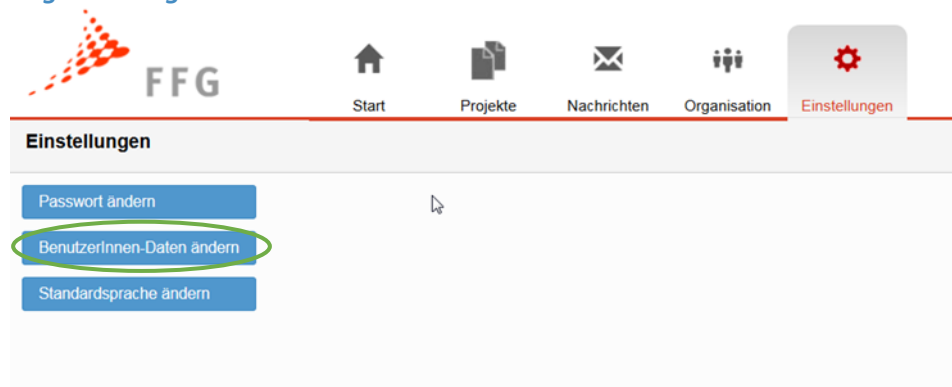 FFG
Start Projekte Nachrichten Organisation Einstellungen
Einstellungen
Passwort ändern
BenutzerInnen-Daten ändern
Standardsprache ändern